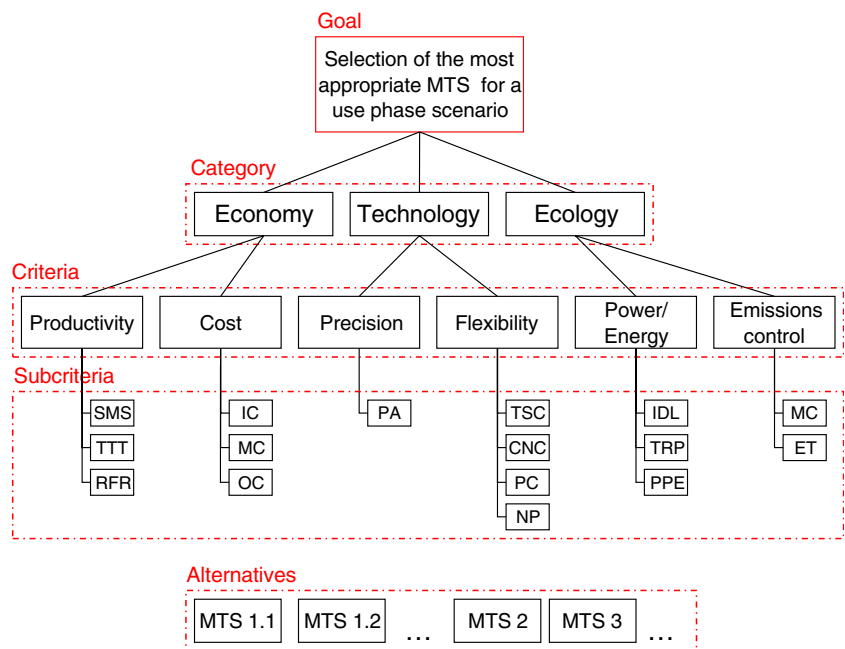 Goal
Selection of the most
appropriate MTS for a
use phase scenario
Category
Economy
Technology
Ecology
Criteria
Productivity
Cost
Precision
Flexibility
Power/
Energy
Emissions
control
Subcriteria
SMS
TTT
RFR
IC
MC
OC
PA
TSC
CNC
PC
NP
IDL
TRP
PPE
MC
ET
Alternatives
MTS 1.1
MTS 1.2
...
MTS 2
MTS 3
...